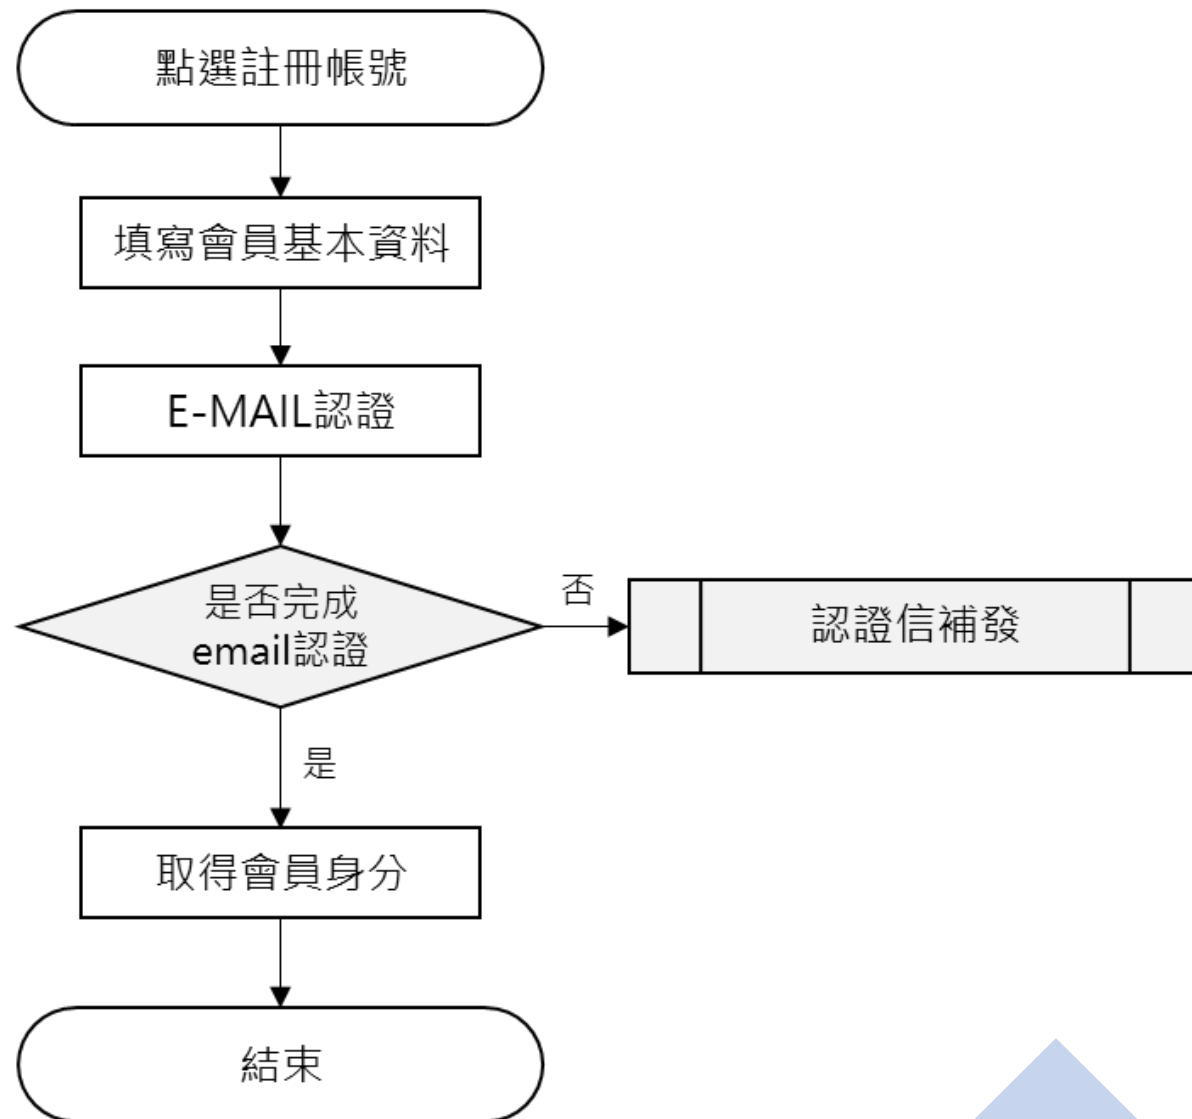 點選註冊帳號
填寫會員基本資料
E-MAIL認證
是否完成
email認證
否
認證信補發
是
取得會員身分
結束